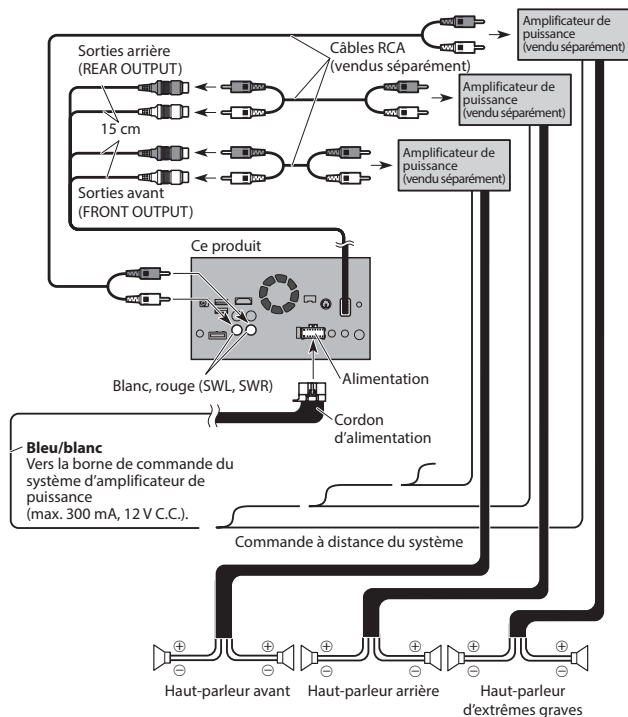 Amplificateur de
puissance
(vendu séparément)
Sorties arrière
(REAR OUTPUT)
Câbles RCA
(vendus séparément)
Amplificateur de
puissance
(vendu séparément)
15 cm
Amplificateur de
puissance
(vendu séparément)
Sorties avant
(FRONT OUTPUT)
Ce produit
Blanc, rouge (SWL, SWR)
Alimentation
Cordon
d’alimentation
Bleu/blanc
Vers la borne de commande du
système d’amplificateur de
puissance
(max. 300 mA, 12 V C.C.).
Commande à distance du système
⊕ ⊕ ⊕ ⊕ ⊕ ⊕
⊖ ⊖ ⊖ ⊖ ⊖ ⊖
Haut-parleur avant
Haut-parleur arrière
Haut-parleur
d’extrêmes graves